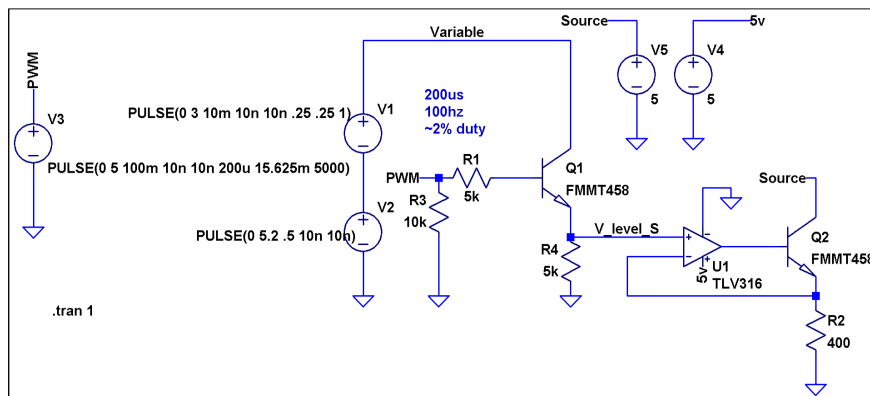 Source
5v
Variable
V5
V4
5
5
PWM
V3
PULSE(0 5 100m 10n 10n 200u 15.625m 5000)
PULSE(0 3 10m 10n 10n .25 .25 1)
V1
200us
100hz
~2% duty
PWM
R1
5k
Q1
FMMT458
R3
10k
V2
PULSE(0 5.2 .5 10n 10n)
V_level_S
R4
5k
U1
TLV316
5v
Source
Q2
FMMT458
R2
400
.tran 1